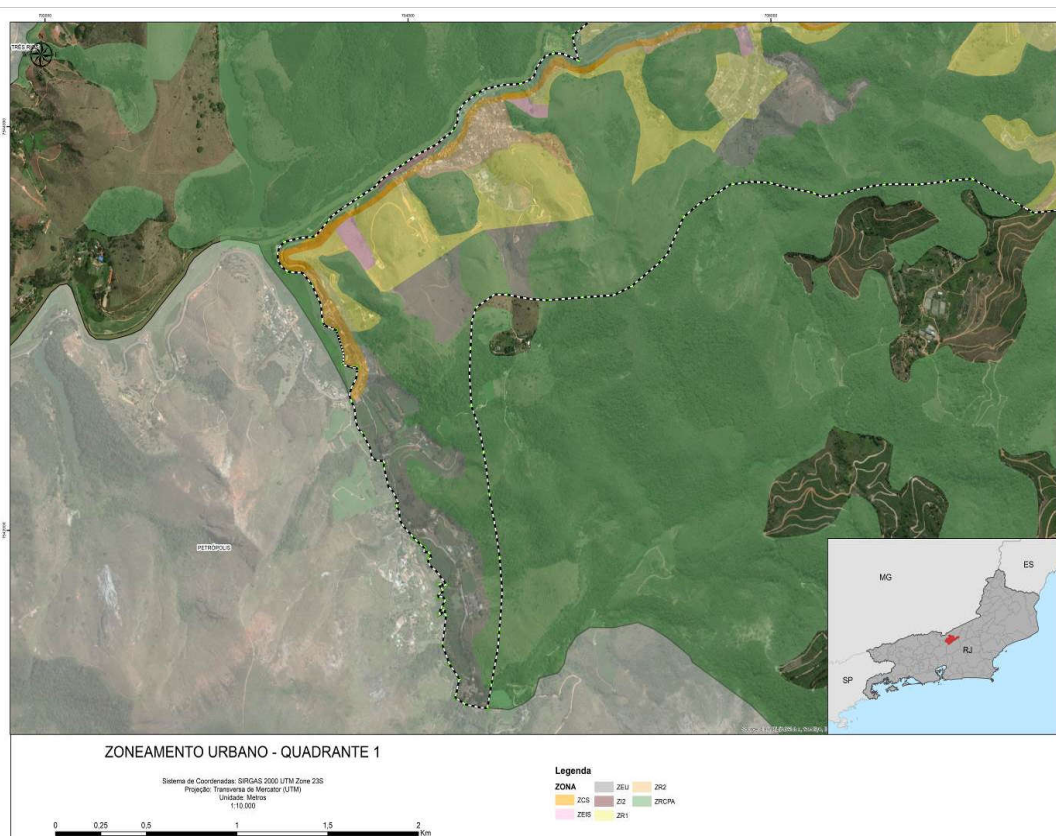 TRÊS RIOS
PETRÓPOLIS
MG
ES
RJ
SP
ZONEAMENTO URBANO - QUADRANTE 1
Sistema de Coordenadas: SIRGAS 2000 UTM Zone 23S
Projeção: Transversa de Mercator (UTM)
Unidade: Metros
1:10.000
0 0,25 0,5 1 1,5 2
Km
Legenda
ZONA
ZCS
ZEIS
ZEU
ZI2
ZR1
ZR2
ZRCPA